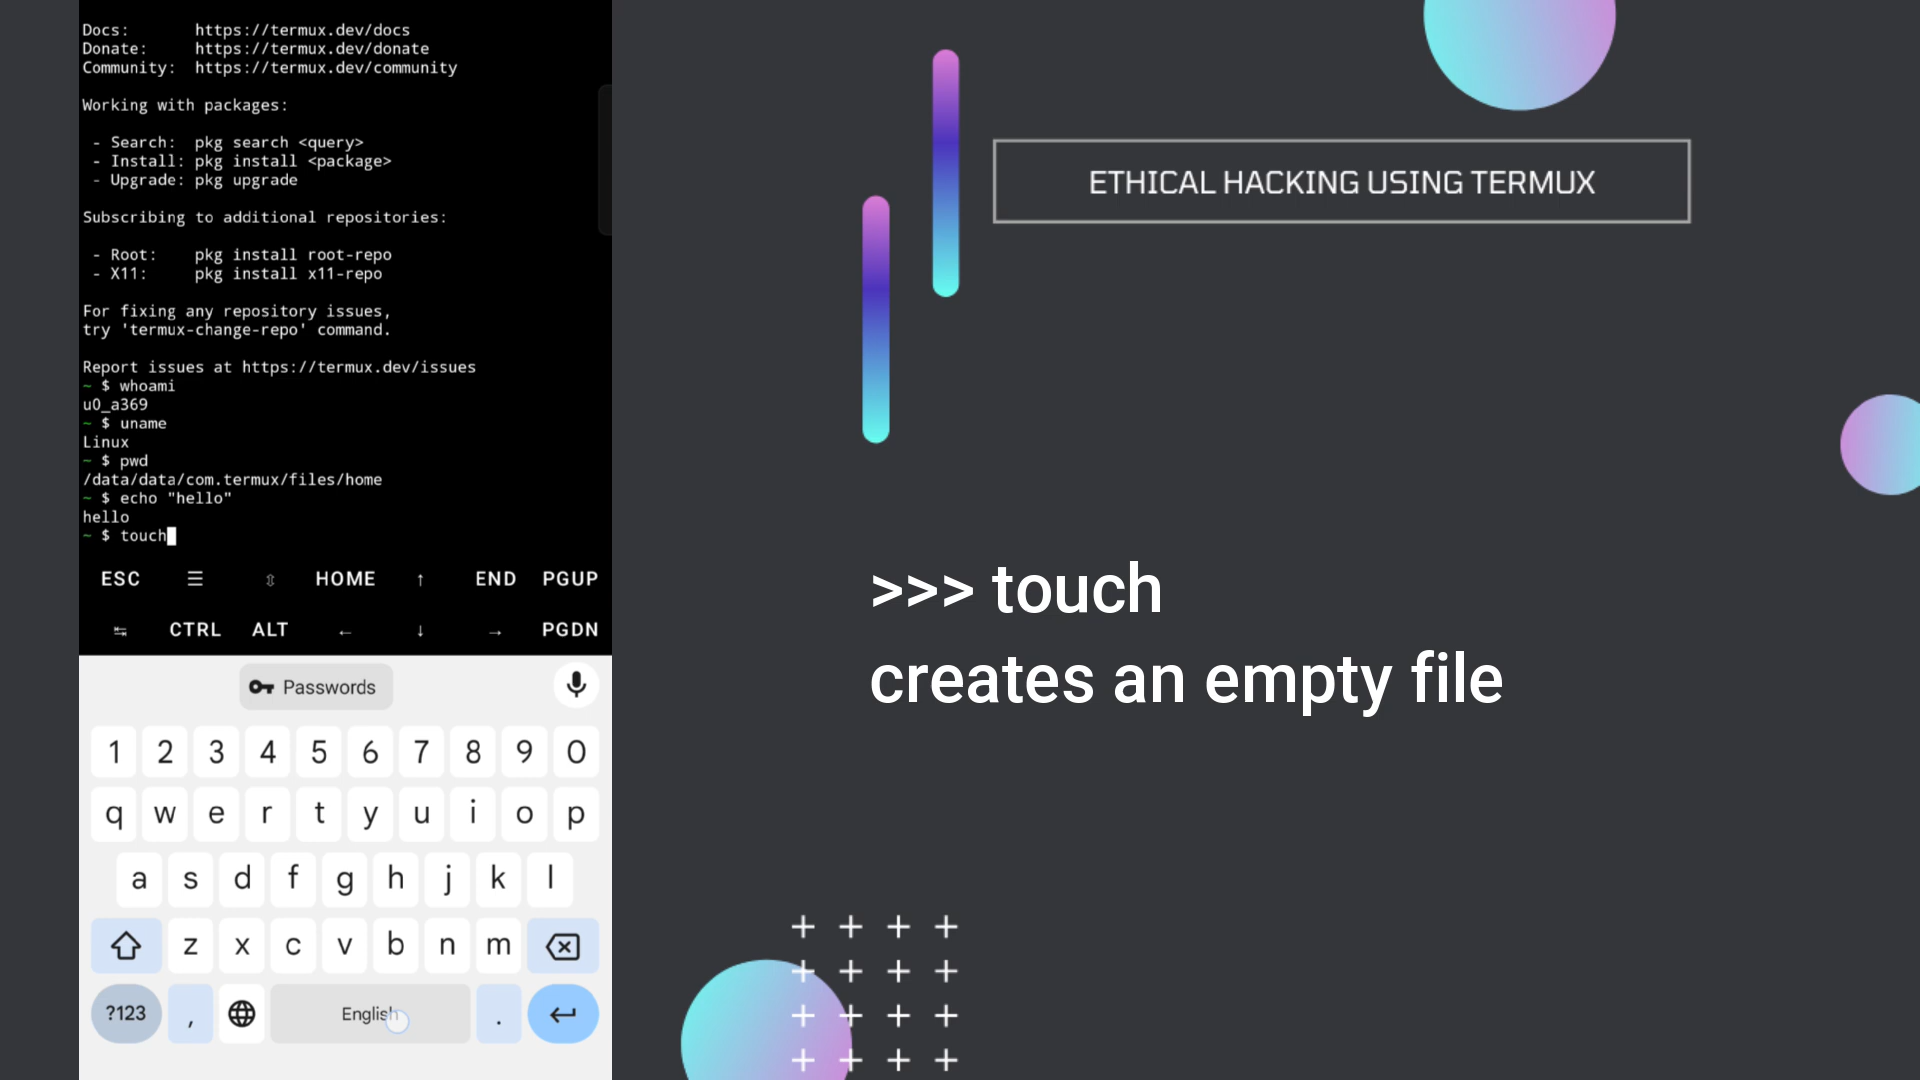 Docs:       https://termux.dev/docs
Donate:     https://termux.dev/donate
Community:  https://termux.dev/community
Working with packages:
 - Search:  pkg search <query>
 - Install: pkg install <package>
 - Upgrade: pkg upgrade
Subscribing to additional repositories:
 - Root:    pkg install root-repo
 - X11:     pkg install x11-repo
For fixing any repository issues,
try 'termux-change-repo' command.
Report issues at https://termux.dev/issues
~ $ whoami
u0_a369
~ $ uname
Linux
~ $ pwd
/data/data/com.termux/files/home
~ $ echo "hello"
hello
~ $ touch
ESC ☰ ⇳ HOME ↑ END PGUP
↹ CTRL ALT ← ↓ → PGDN
Passwords
1 2 3 4 5 6 7 8 9 0
q w e r t y u i o p
a s d f g h j k l
z x c v b n m
?123 , English .
ETHICAL HACKING USING TERMUX
>>> touch
creates an empty file